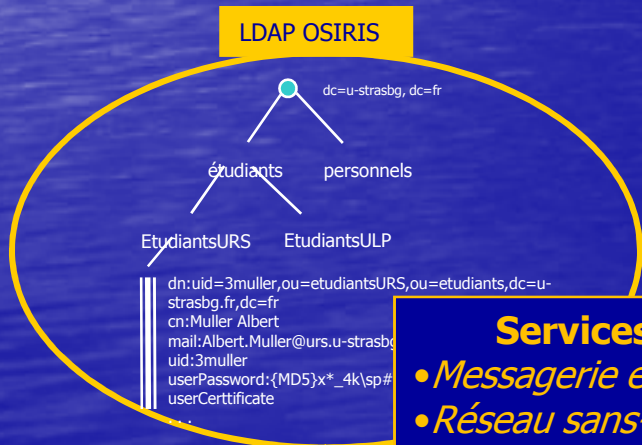 LDAP OSIRIS
dc=u-strasbg, dc=fr
étudiants personnels
EtudiantsURS EtudiantsULP
dn:uid=3muller,ou=etudiantsURS,ou=etudiants,dc=u-
strasbg.fr,dc=fr
cn:Muller Albert
mail:Albert.Muller@urs.u-strasbg
uid:3muller
userPassword:{MD5}x*_4k\sp#
userCerttificate
Services
•Messagerie
•Réseau sans